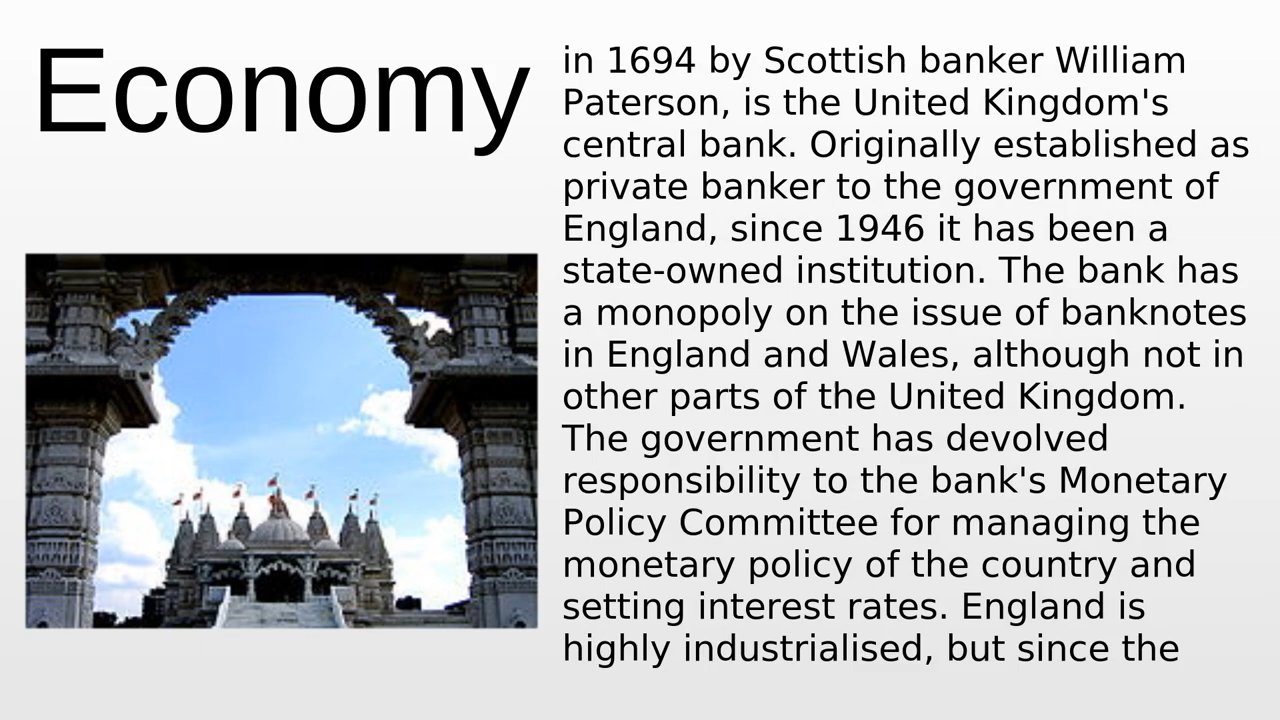 Economy
in 1694 by Scottish banker William
Paterson, is the United Kingdom's
central bank. Originally established as
private banker to the government of
England, since 1946 it has been a
state-owned institution. The bank has
a monopoly on the issue of banknotes
in England and Wales, although not in
other parts of the United Kingdom.
The government has devolved
responsibility to the bank's Monetary
Policy Committee for managing the
monetary policy of the country and
setting interest rates. England is
highly industrialised, but since the